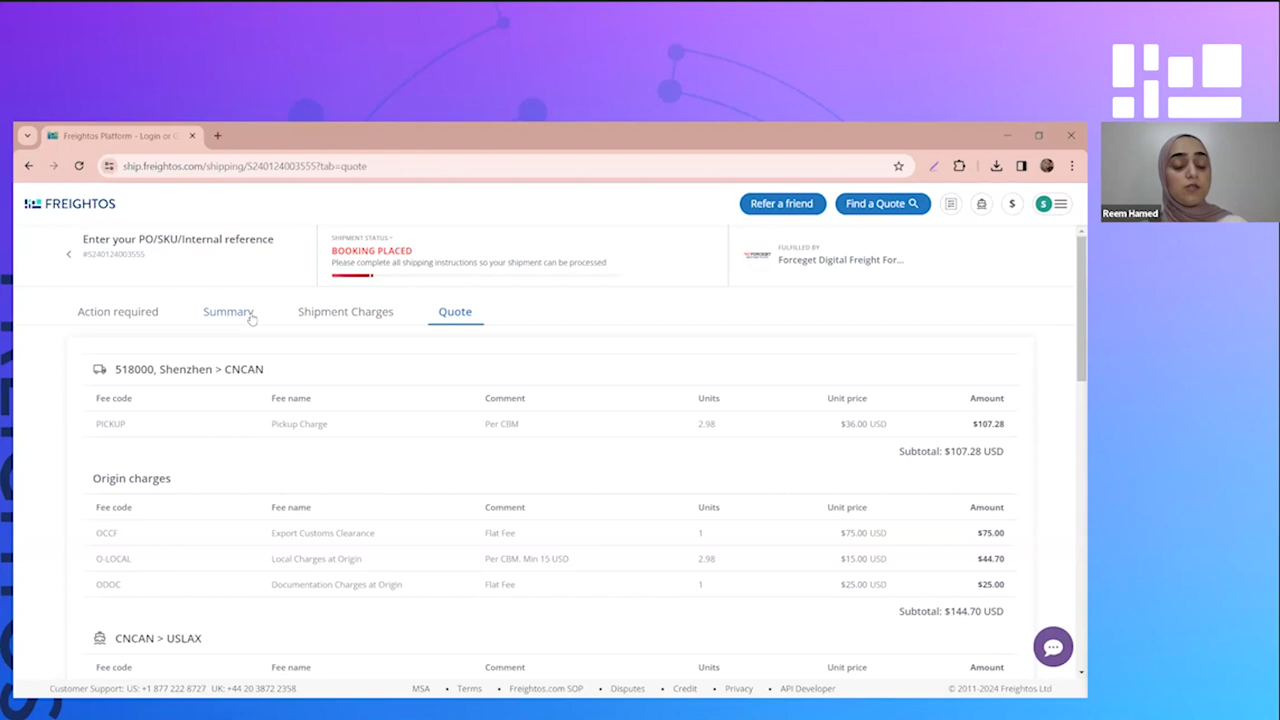 Freightos Platform - Login or C
ship.freightos.com/shipping/S2401240003555?tab=quote
FREIGHTOS
Refer a friend
Find a Quote
$
S
Enter your PO/SKU/Internal reference
#S240124003555
SHIPMENT STATUS
BOOKING PLACED
Please complete all shipping instructions so your shipment can be processed
FORCEGET
FULFILLED BY
Forceget Digital Freight For...
Action required
Summary
Shipment Charges
Quote
518000, Shenzhen > CNCAN
Fee code Fee name Comment Units Unit price Amount
PICKUP Pickup Charge Per CBM 2.98 $36.00 USD $107.28
Subtotal: $107.28 USD
Origin charges
Fee code Fee name Comment Units Unit price Amount
OCCF Export Customs Clearance Flat Fee 1 $75.00 USD $75.00
O-LOCAL Local Charges at Origin Per CBM. Min 15 USD 2.98 $15.00 USD $44.70
ODOC Documentation Charges at Origin Flat Fee 1 $25.00 USD $25.00
Subtotal: $144.70 USD
CNCAN > USLAX
Fee code Fee name Comment Units Unit price Amount
Customer Support: US: +1 877 222 8727 UK: +44 20 3872 2358
MSA • Terms • Freightos.com SOP • Disputes • Credit • Privacy • API Developer
© 2011-2024 Freightos Ltd
Reem Hamed